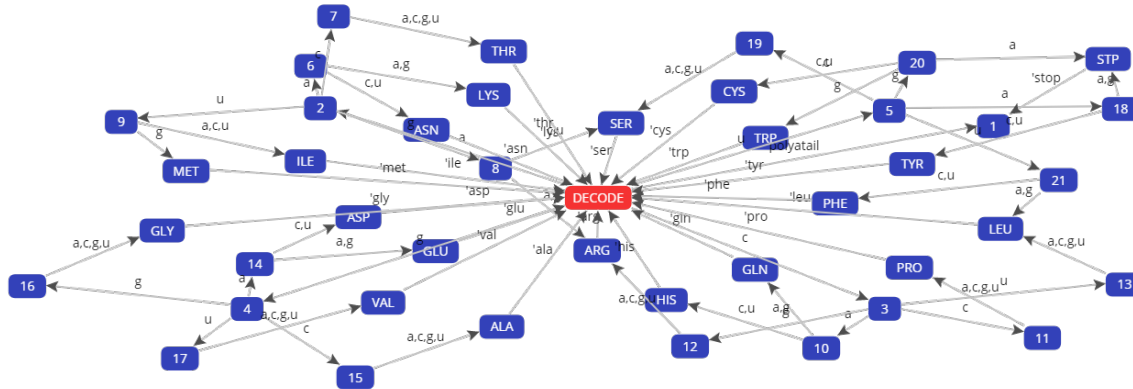 7
a,c,g,u
THR
19
6
c
a,g
a,c,g,u
CYS
20
a
STP
c,u
g
'stop
a,g
LYS
a
2
u
9
g
a,c,u
ASN
a
'thr
SER
'cys
5
g
a
18
1
c,u
TRP
u
'asn
'ser
'trp
polyatail
'tyr
TYR
MET
ILE
'met
'ile
8
'phe
c,u
21
a,g
DECODE
'leu
PHE
'asp
'gly
ASP
'glu
GLY
a,c,g,u
c,u
a,g
GLU
g
'val
'ala
ARG
'his
'gln
c
'pro
LEU
a,c,g,u
14
a
GLN
PRO
16
g
4
u
a,c,g,u
c
VAL
HIS
a,c,g,u
c,u
3
a
a,c,g,u
u
c
13
17
15
a,c,g,u
ALA
12
10
11